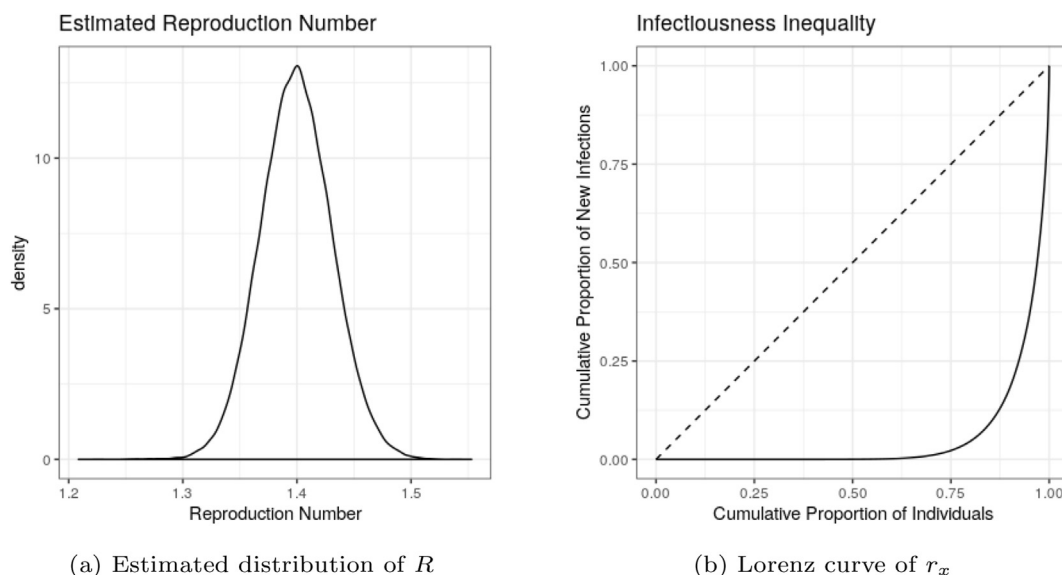 Estimated Reproduction Number
density
10
5
0
1.2 1.3 1.4 1.5
Reproduction Number
(a) Estimated distribution of R
Infectiousness Inequality
Cumulative Proportion of New Infections
1.00
0.75
0.50
0.25
0.00
0.00 0.25 0.50 0.75 1.00
Cumulative Proportion of Individuals
(b) Lorenz curve of rₓ